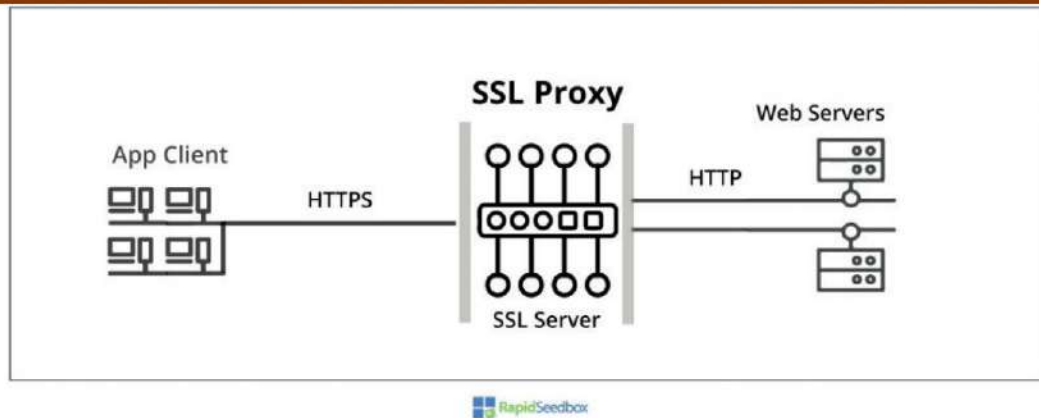 SSL Proxy
Web Servers
App Client
HTTPS
HTTP
SSL Server
RapidSeedbox